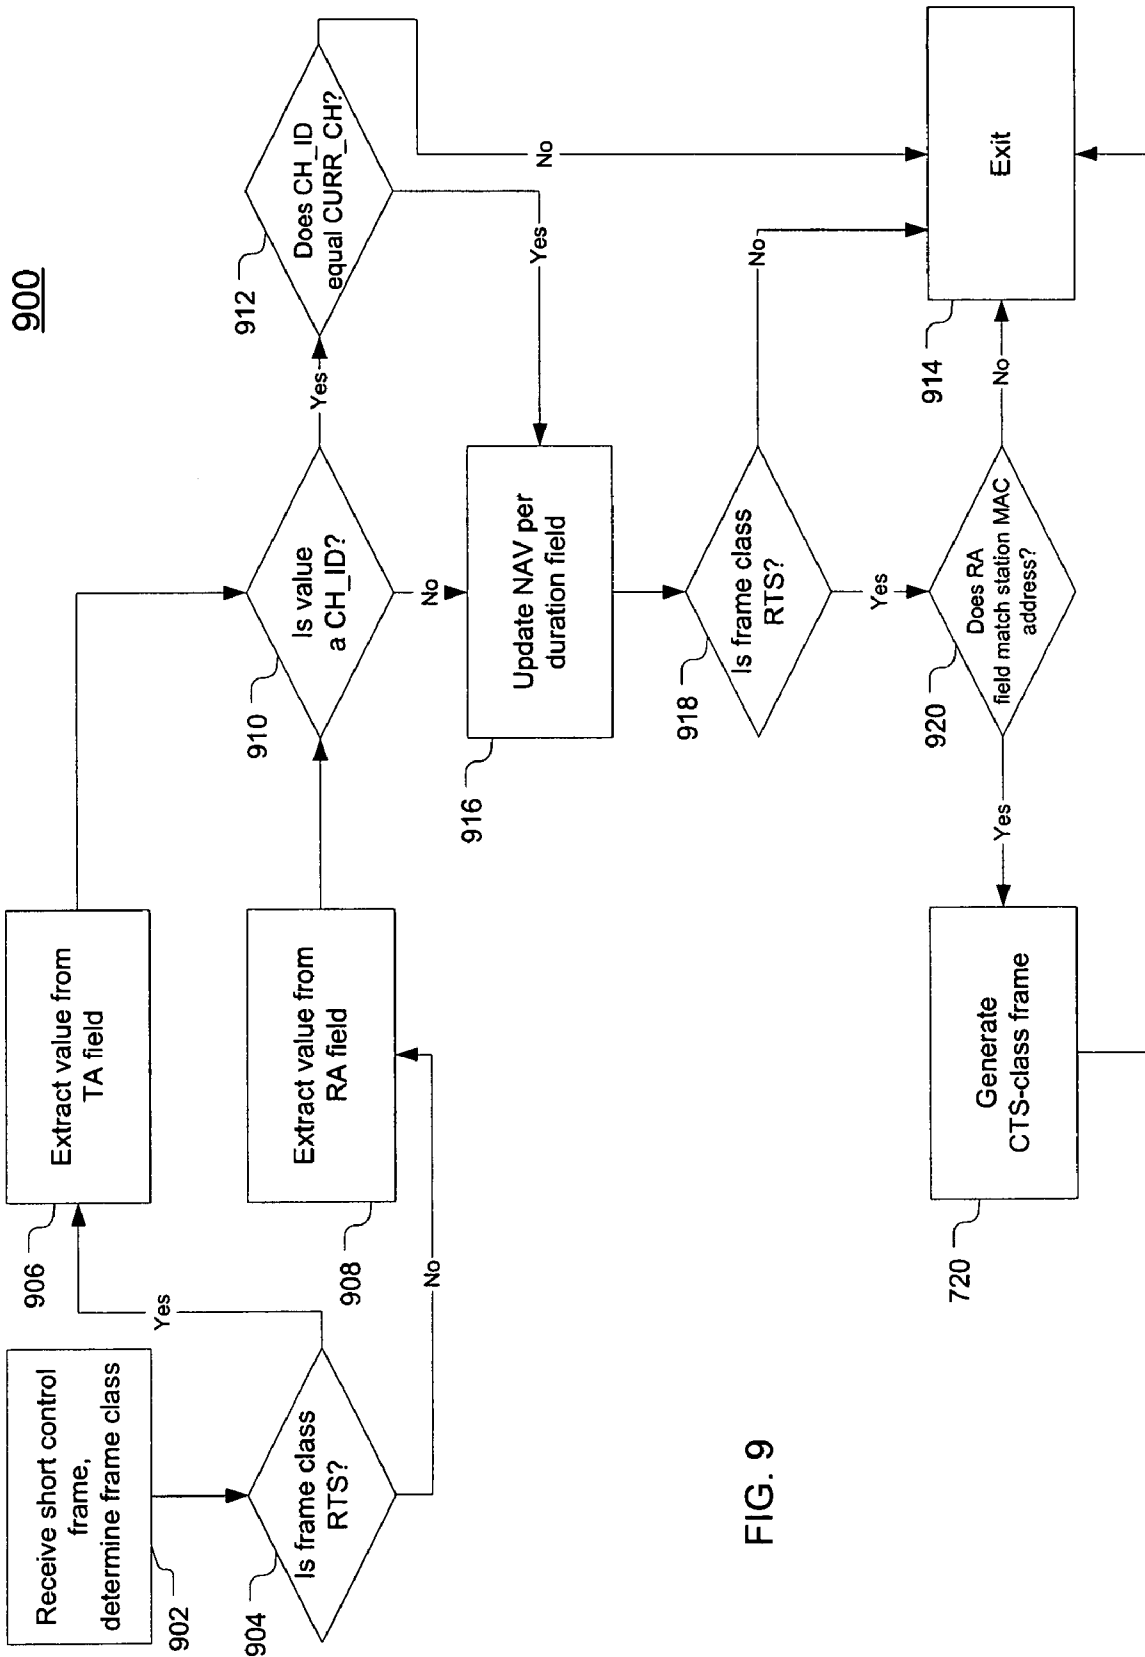 900
Receive short control
frame,
determine frame class
902
Is frame class
RTS?
904
Yes
No
Extract value from
TA field
906
Extract value from
RA field
908
Is value
a CH_ID?
910
Yes
No
Does CH_ID
equal CURR_CH?
912
Yes
No
Update NAV per
duration field
916
Is frame class
RTS?
918
No
Yes
Does RA
field match station MAC
address?
920
No
Yes
Exit
914
Generate
CTS-class frame
720
FIG. 9